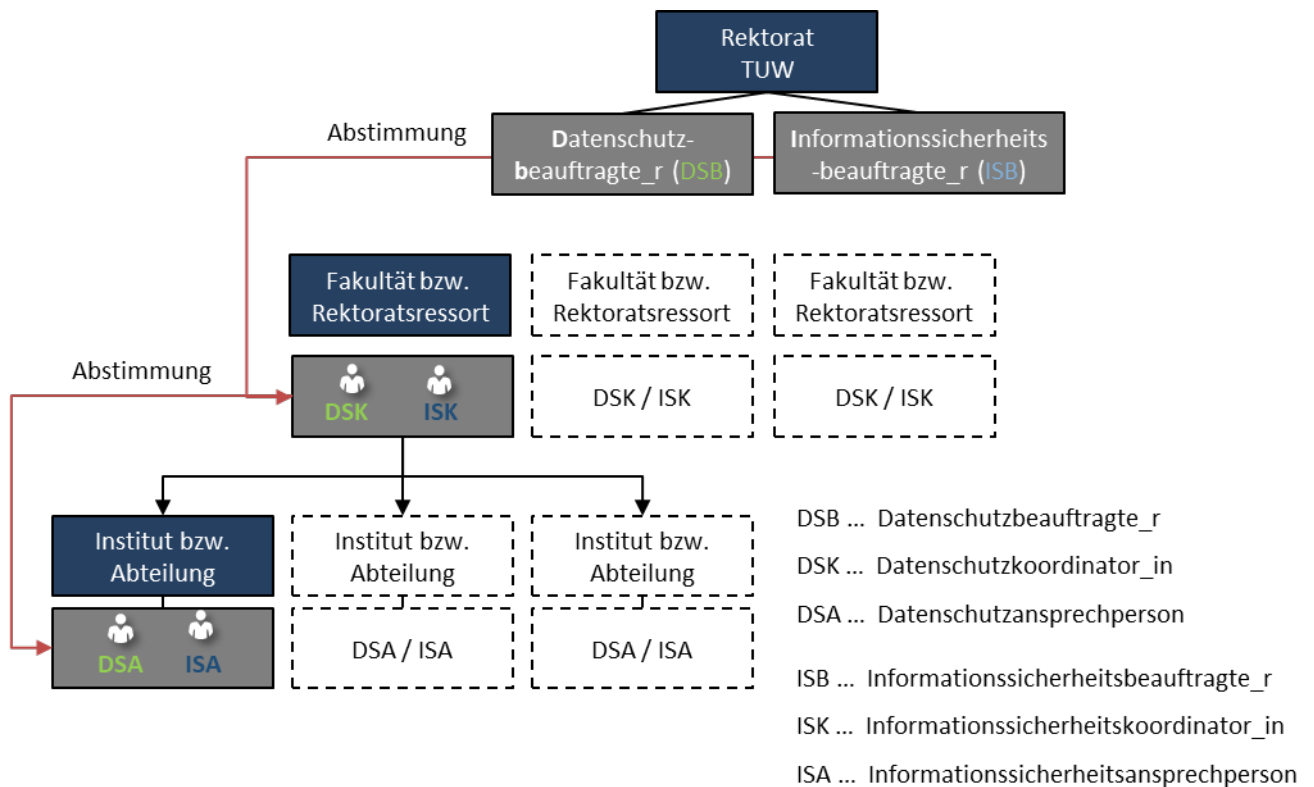 Rektorat
TUW
Abstimmung
Datenschutz-
beauftragte_r (DSB)
Informationssicherheits
-beauftragte_r (ISB)
Fakultät bzw.
Rektoratsressort
Fakultät bzw.
Rektoratsressort
Fakultät bzw.
Rektoratsressort
Abstimmung
DSK
ISK
DSK / ISK
DSK / ISK
Institut bzw.
Abteilung
Institut bzw.
Abteilung
Institut bzw.
Abteilung
DSA
ISA
DSA / ISA
DSA / ISA
DSB ... Datenschutzbeauftragte_r
DSK ... Datenschutzkoordinator_in
DSA ... Datenschutzansprechperson
ISB ... Informationssicherheitsbeauftragte_r
ISK ... Informationssicherheitskoordinator_in
ISA ... Informationssicherheitsansprechperson